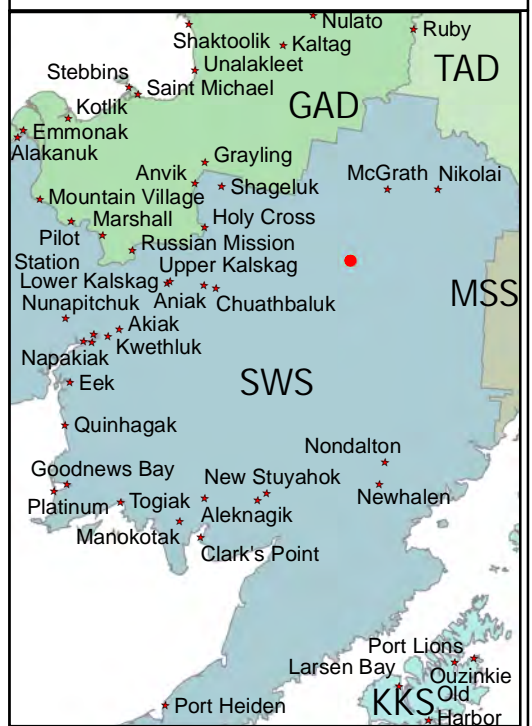 Nulato
Ruby
Shaktoolik
Kaltag
Unalakleet
TAD
Stebbins
Saint Michael
GAD
Kotlik
Emmonak
Alakanuk
Grayling
Anvik
McGrath
Nikolai
Shageluk
Mountain Village
Marshall
Holy Cross
Pilot
Station
Russian Mission
Upper Kalskag
Lower Kalskag
Aniak
Chuathbaluk
MSS
Nunapitchuk
Akiak
Kwethluk
Napakiak
SWS
Eek
Quinhagak
Nondalton
Goodnews Bay
New Stuyahok
Newhalen
Platinum
Togiak
Aleknagik
Manokotak
Clark's Point
Port Lions
Larsen Bay
Ouzinkie
KKS
Old
Harbor
Port Heiden